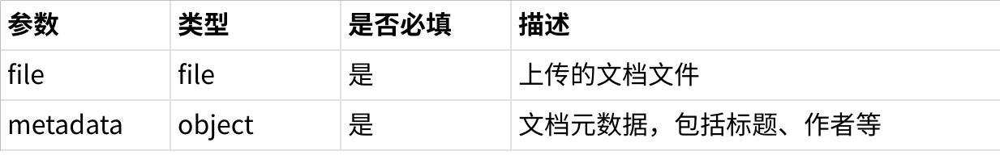 参数 类型 是否必填 描述
file file 是 上传的文档文件
metadata object 是 文档元数据，包括标题、作者等